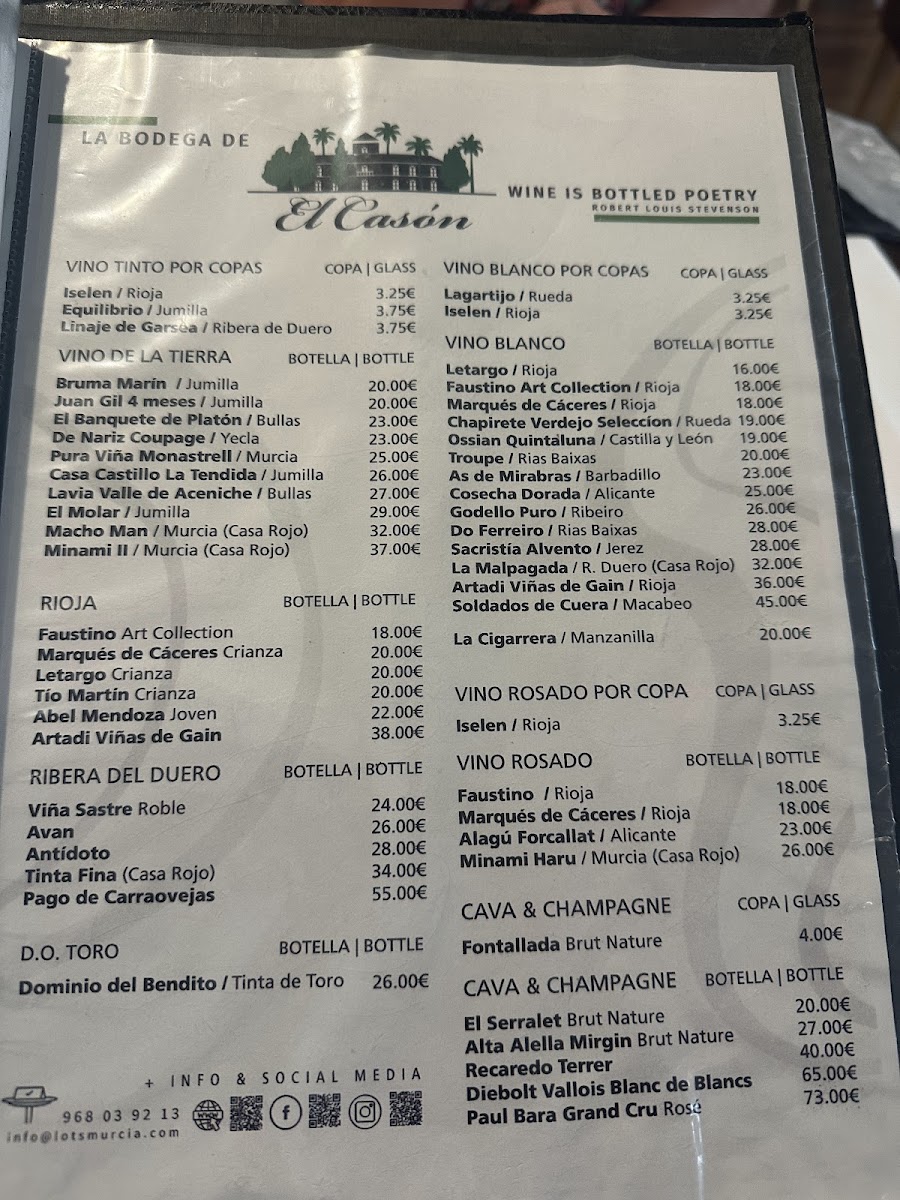 LA BODEGA DE
El Casón
WINE IS BOTTLED POETRY
ROBERT LOUIS STEVENSON
VINO TINTO POR COPAS COPA | GLASS
Iselen / Rioja 3.25€
Equilibrio / Jumilla 3.75€
Linaje de Garsea / Ribera de Duero 3.75€
VINO DE LA TIERRA BOTELLA | BOTTLE
Bruma Marín / Jumilla 20.00€
Juan Gil 4 meses / Jumilla 20.00€
El Banquete de Platón / Bullas 23.00€
De Nariz Coupage / Yecla 23.00€
Pura Viña Monastrell / Murcia 25.00€
Casa Castillo La Tendida / Jumilla 26.00€
Lavia Valle de Aceniche / Bullas 27.00€
El Molar / Jumilla 29.00€
Macho Man / Murcia (Casa Rojo) 32.00€
Minami II / Murcia (Casa Rojo) 37.00€
RIOJA BOTELLA | BOTTLE
Faustino Art Collection 18.00€
Marqués de Cáceres Crianza 20.00€
Letargo Crianza 20.00€
Tío Martín Crianza 20.00€
Abel Mendoza Joven 22.00€
Artadi Viñas de Gain 38.00€
RIBERA DEL DUERO BOTELLA | BOTTLE
Viña Sastre Roble 24.00€
Avan 26.00€
Antídoto 28.00€
Tinta Fina (Casa Rojo) 34.00€
Pago de Carraovejas 55.00€
D.O. TORO BOTELLA | BOTTLE
Dominio del Bendito / Tinta de Toro 26.00€
+ INFO & SOCIAL MEDIA
968 03 92 13
info@lotsmurcia.com
VINO BLANCO POR COPAS COPA | GLASS
Lagartijo / Rueda 3.25€
Iselen / Rioja 3.25€
VINO BLANCO BOTELLA | BOTTLE
Letargo / Rioja 16.00€
Faustino Art Collection / Rioja 18.00€
Marqués de Cáceres / Rioja 18.00€
Chapirete Verdejo Seleccíon / Rueda 19.00€
Ossian Quintaluna / Castilla y León 19.00€
Troupe / Rias Baixas 20.00€
As de Mirabras / Barbadillo 23.00€
Cosecha Dorada / Alicante 25.00€
Godello Puro / Ribeiro 26.00€
Do Ferreiro / Rias Baixas 28.00€
Sacristía Alvento / Jerez 28.00€
La Malpagada / R. Duero (Casa Rojo) 32.00€
Artadi Viñas de Gain / Rioja 36.00€
Soldados de Cuera / Macabeo 45.00€
La Cigarrera / Manzanilla 20.00€
VINO ROSADO POR COPA COPA | GLASS
Iselen / Rioja 3.25€
VINO ROSADO BOTELLA | BOTTLE
Faustino / Rioja 18.00€
Marqués de Cáceres / Rioja 18.00€
Alagú Forcallat / Alicante 23.00€
Minami Haru / Murcia (Casa Rojo) 26.00€
CAVA & CHAMPAGNE COPA | GLASS
Fontallada Brut Nature 4.00€
CAVA & CHAMPAGNE BOTELLA | BOTTLE
El Serralet Brut Nature 20.00€
Alta Alella Mirgin Brut Nature 27.00€
Recaredo Terrer 40.00€
Diebolt Vallois Blanc de Blancs 65.00€
Paul Bara Grand Cru Rosé 73.00€